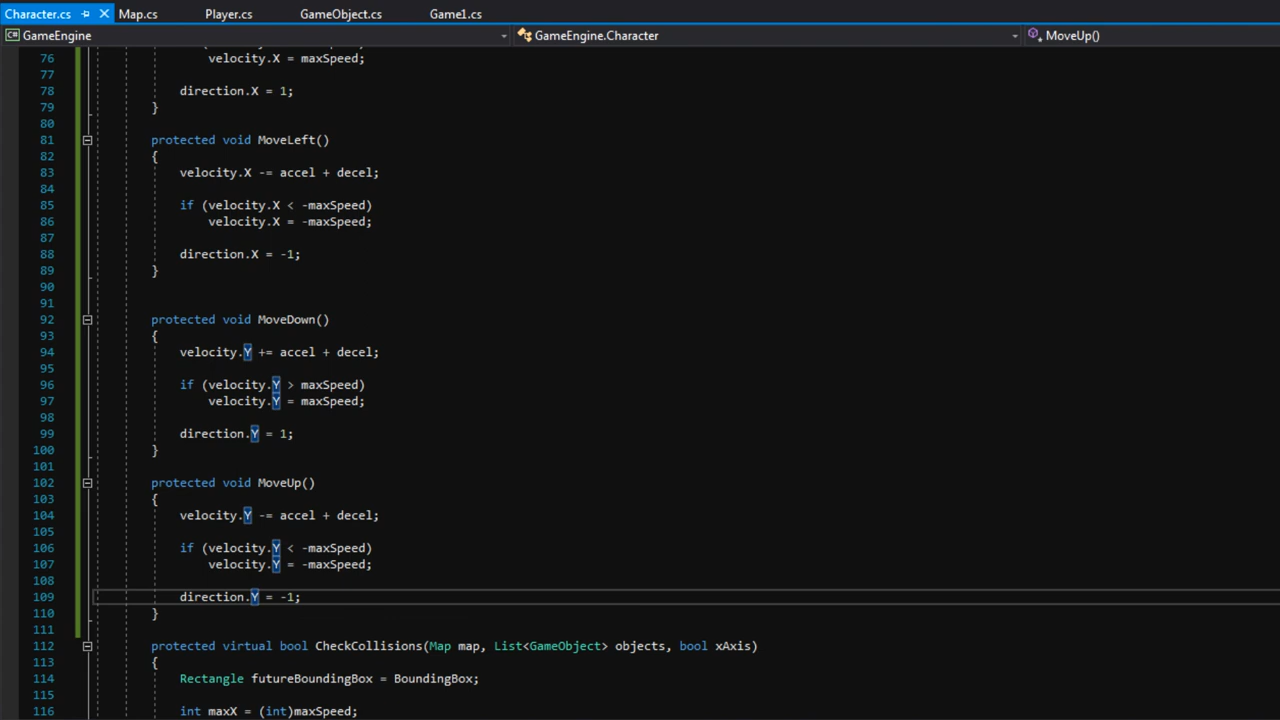 Character.cs Map.cs Player.cs GameObject.cs Game1.cs
C# GameEngine GameEngine.Character MoveUp()
76 velocity.X = maxSpeed;
77
78 direction.X = 1;
79 }
80
81 protected void MoveLeft()
82 {
83 velocity.X -= accel + decel;
84
85 if (velocity.X < -maxSpeed)
86 velocity.X = -maxSpeed;
87
88 direction.X = -1;
89 }
90
91
92 protected void MoveDown()
93 {
94 velocity.Y += accel + decel;
95
96 if (velocity.Y > maxSpeed)
97 velocity.Y = maxSpeed;
98
99 direction.Y = 1;
100 }
101
102 protected void MoveUp()
103 {
104 velocity.Y -= accel + decel;
105
106 if (velocity.Y < -maxSpeed)
107 velocity.Y = -maxSpeed;
108
109 direction.Y = -1;
110 }
111
112 protected virtual bool CheckCollisions(Map map, List<GameObject> objects, bool xAxis)
113 {
114 Rectangle futureBoundingBox = BoundingBox;
115
116 int maxX = (int)maxSpeed;